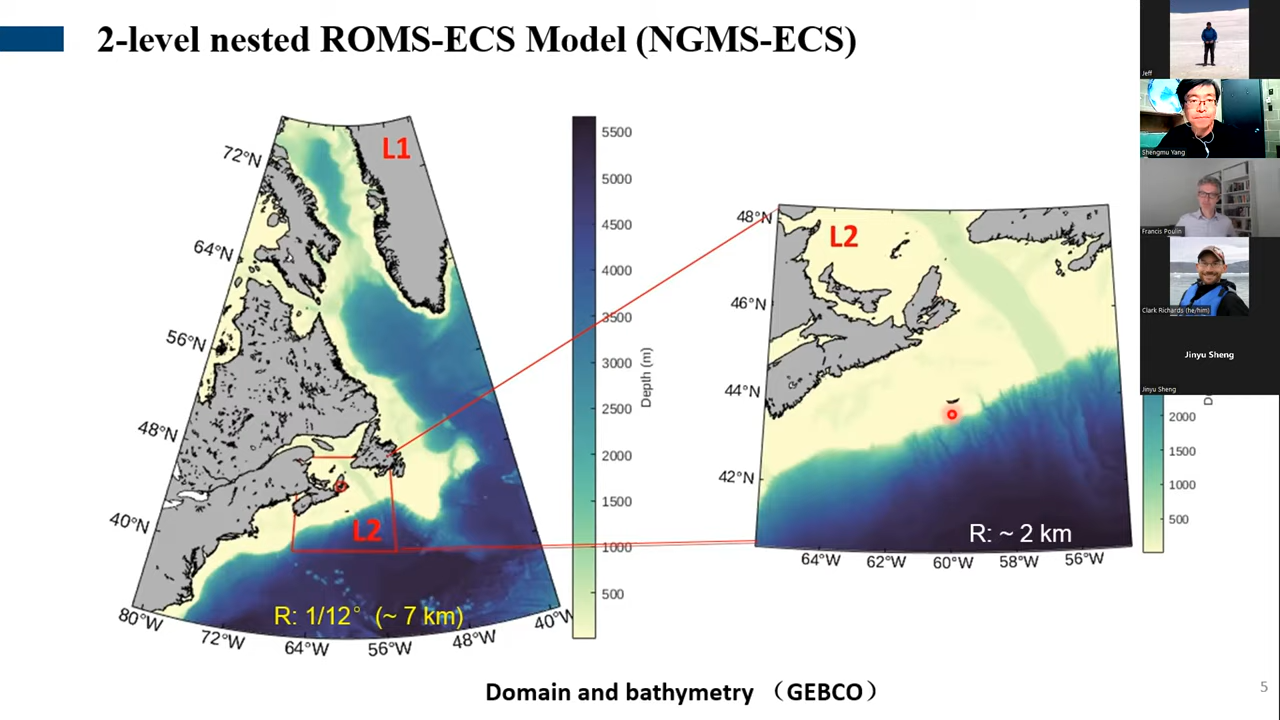 2-level nested ROMS-ECS Model (NGMS-ECS)
L1
72°N
64°N
56°N
48°N
40°N
80°W
72°W
64°W
56°W
48°W
40°W
L2
R: 1/12° (~ 7 km)
5500
5000
4500
4000
3500
3000
2500
2000
1500
1000
500
Depth (m)
L2
48°N
46°N
44°N
42°N
64°W
62°W
60°W
58°W
56°W
R: ~ 2 km
2000
1500
1000
500
Domain and bathymetry （GEBCO）
5
Jeff
Shengmu Yang
Francis Poulin
Clark Richards (he/him)
Jinyu Sheng
Jinyu Sheng